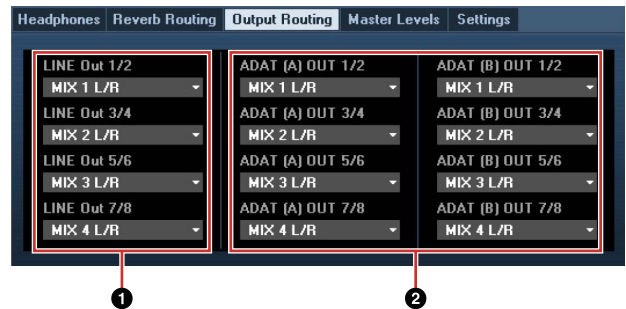 Headphones Reverb Routing Output Routing Master Levels Settings
LINE Out 1/2 ADAT (A) OUT 1/2 ADAT (B) OUT 1/2
MIX 1 L/R MIX 1 L/R MIX 1 L/R
LINE Out 3/4 ADAT (A) OUT 3/4 ADAT (B) OUT 3/4
MIX 2 L/R MIX 2 L/R MIX 2 L/R
LINE Out 5/6 ADAT (A) OUT 5/6 ADAT (B) OUT 5/6
MIX 3 L/R MIX 3 L/R MIX 3 L/R
LINE Out 7/8 ADAT (A) OUT 7/8 ADAT (B) OUT 7/8
MIX 4 L/R MIX 4 L/R MIX 4 L/R
1 2